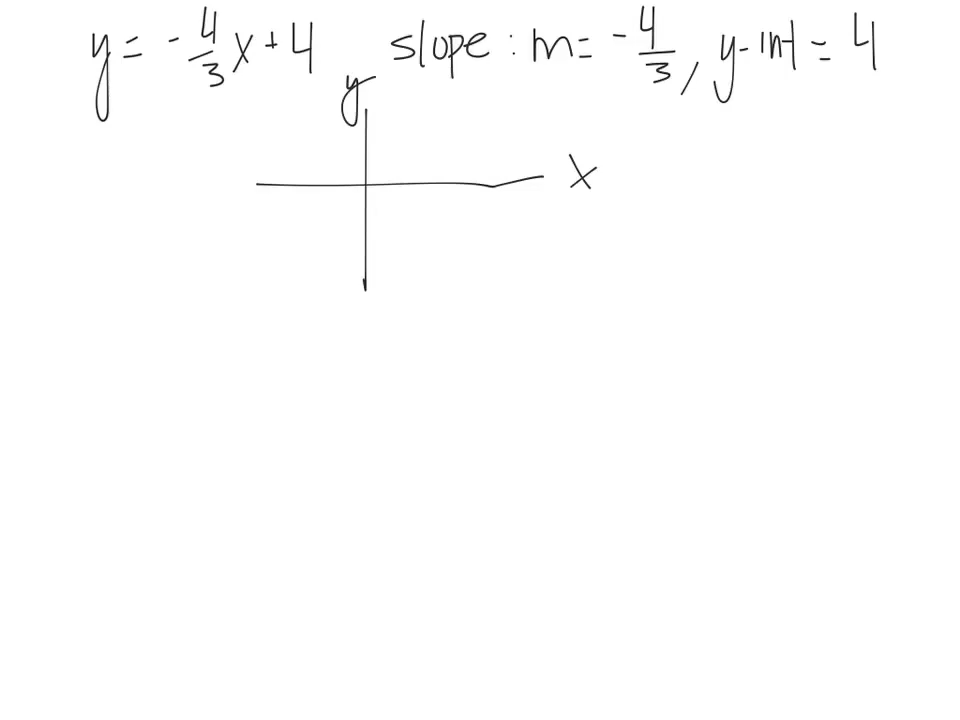 y = -4/3 x + 4 slope : m = -4/3, y-int = 4
y
x